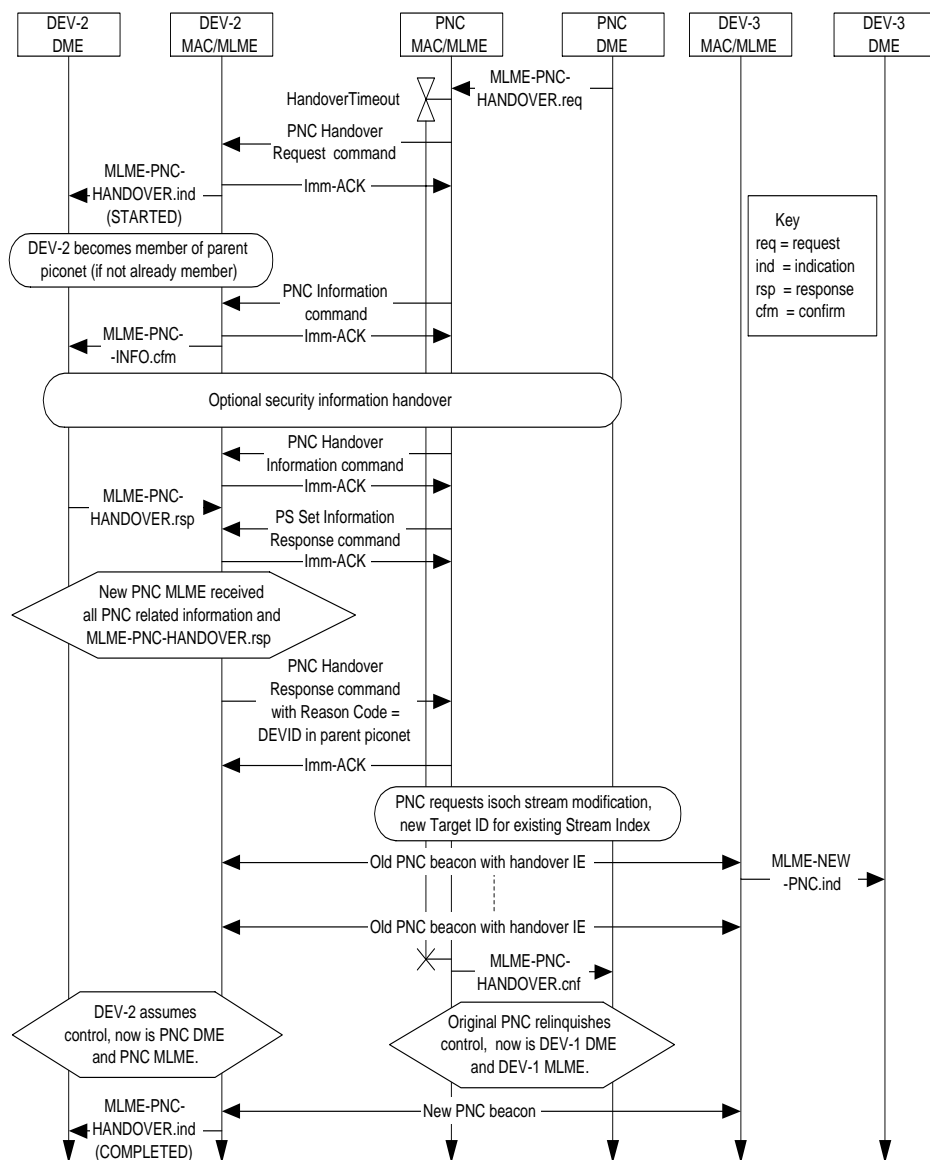 DEV-2
DME
DEV-2
MAC/MLME
PNC
MAC/MLME
PNC
DME
DEV-3
MAC/MLME
DEV-3
DME
HandoverTimeout
MLME-PNC-
HANDOVER.req
PNC Handover
Request command
MLME-PNC-
HANDOVER.ind
(STARTED)
Imm-ACK
Key
req = request
ind = indication
rsp = response
cfm = confirm
DEV-2 becomes member of parent
piconet (if not already member)
PNC Information
command
Imm-ACK
MLME-PNC-
-INFO.cfm
Optional security information handover
PNC Handover
Information command
Imm-ACK
MLME-PNC-
HANDOVER.rsp
PS Set Information
Response command
Imm-ACK
New PNC MLME received
all PNC related information and
MLME-PNC-HANDOVER.rsp
PNC Handover
Response command
with Reason Code =
DEVID in parent piconet
Imm-ACK
PNC requests isoch stream modification,
new Target ID for existing Stream Index
Old PNC beacon with handover IE
MLME-NEW
-PNC.ind
Old PNC beacon with handover IE
MLME-PNC-
HANDOVER.cnf
DEV-2 assumes
control, now is PNC DME
and PNC MLME.
Original PNC relinquishes
control, now is DEV-1 DME
and DEV-1 MLME.
New PNC beacon
MLME-PNC-
HANDOVER.ind
(COMPLETED)